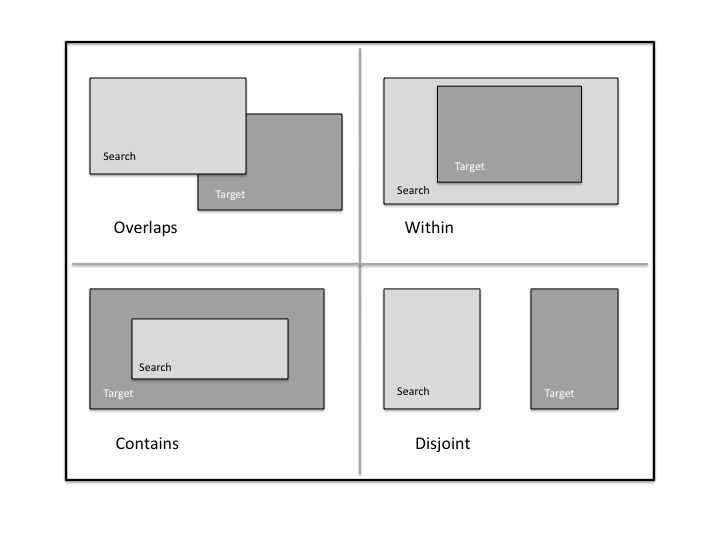 Search
Target
Overlaps
Target
Search
Within
Search
Target
Contains
Search
Target
Disjoint